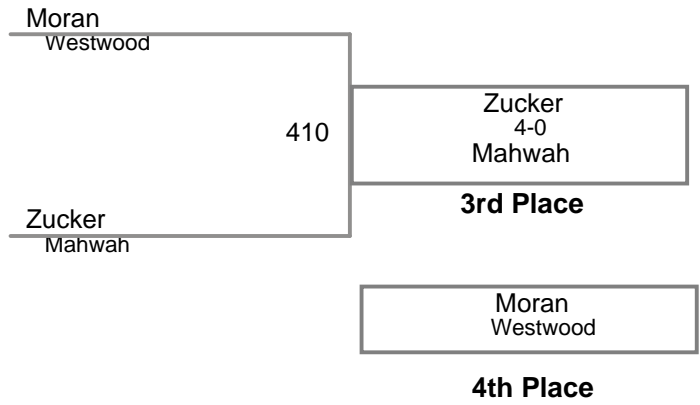 Moran
Westwood
410
Zucker
4-0
Mahwah
3rd Place
Zucker
Mahwah
Moran
Westwood
4th Place